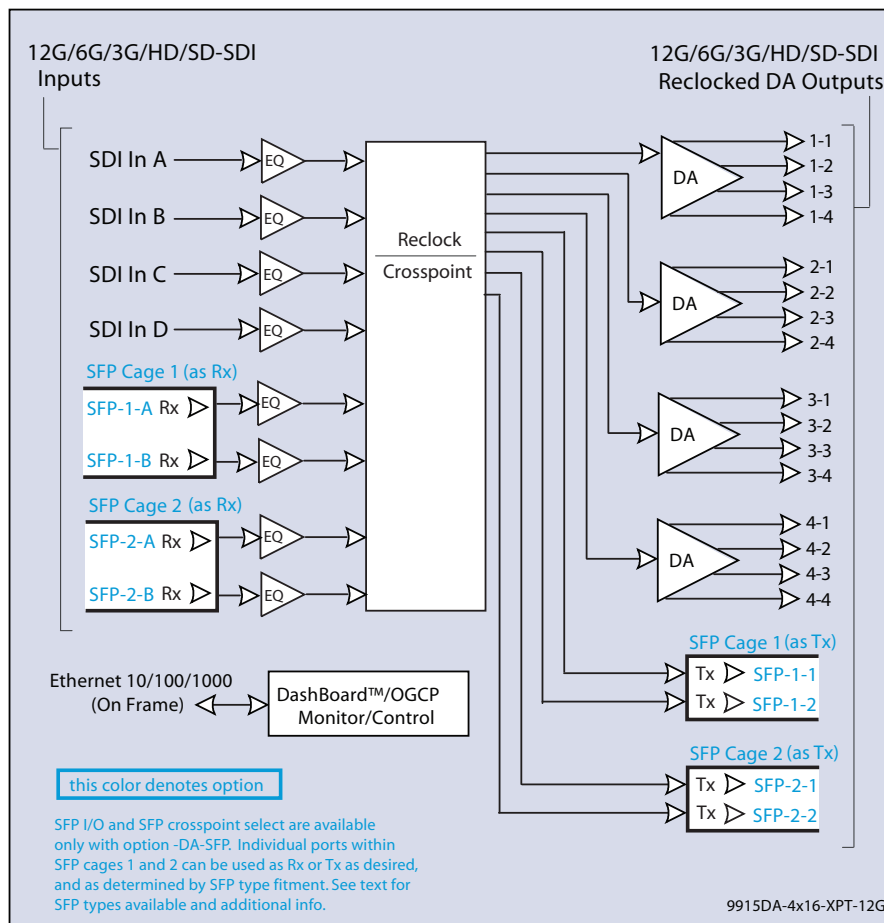 12G/6G/3G/HD/SD-SDI
Inputs
12G/6G/3G/HD/SD-SDI
Reclocked DA Outputs
SDI In A
EQ
SDI In B
EQ
SDI In C
EQ
SDI In D
EQ
SFP Cage 1 (as Rx)
SFP-1-A Rx
EQ
SFP-1-B Rx
EQ
SFP Cage 2 (as Rx)
SFP-2-A Rx
EQ
SFP-2-B Rx
EQ
Reclock
Crosspoint
DA
1-1
1-2
1-3
1-4
DA
2-1
2-2
2-3
2-4
DA
3-1
3-2
3-3
3-4
DA
4-1
4-2
4-3
4-4
SFP Cage 1 (as Tx)
Tx SFP-1-1
Tx SFP-1-2
SFP Cage 2 (as Tx)
Tx SFP-2-1
Tx SFP-2-2
Ethernet 10/100/1000
(On Frame)
DashBoard™/OGCP
Monitor/Control
this color denotes option
SFP I/O and SFP crosspoint select are available
only with option -DA-SFP. Individual ports within
SFP cages 1 and 2 can be used as Rx or Tx as desired,
and as determined by SFP type fitment. See text for
SFP types available and additional info.
9915DA-4x16-XPT-12G